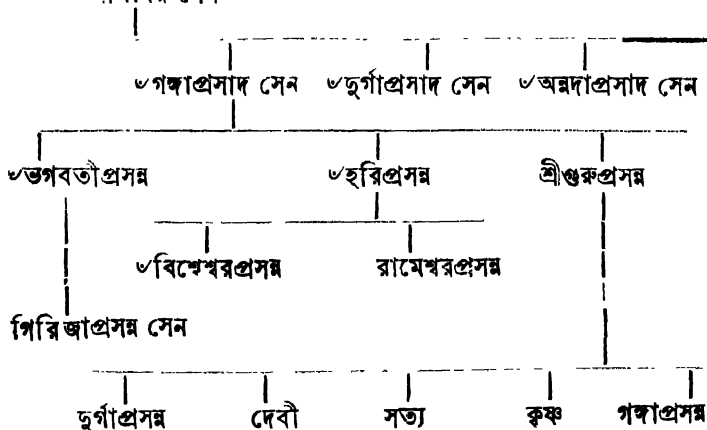 ৺গঙ্গাপ্রসাদ সেন ৺দুর্গাপ্রসাদ সেন ৺অন্নদাপ্রসাদ সেন
৺ভগবতীপ্রসন্ন ৺হরিপ্রসন্ন শ্রীগুরুপ্রসন্ন
৺বিশ্বেশ্বরপ্রসন্ন রামেশ্বরপ্রসন্ন
গিরিজাপ্রসন্ন সেন
দুর্গাপ্রসন্ন দেবী সত্য কৃষ্ণ গঙ্গাপ্রসন্ন